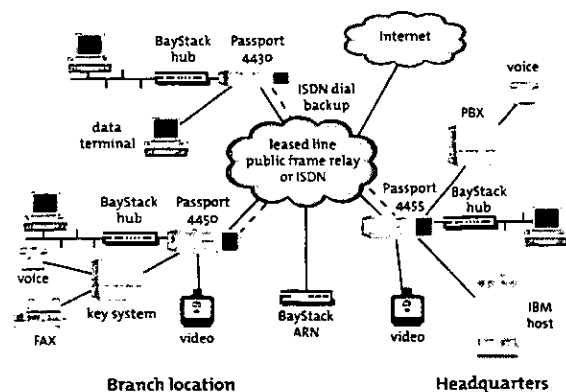 BayStack
hub
Passport
4430
Internet
voice
ISDN dial
backup
PBX
data
terminal
leased line
public frame relay
or ISDN
Passport
4455
BayStack
hub
BayStack
hub
Passport
4450
voice
FAX
key system
video
BayStack
ARN
video
IBM
host
Branch location
Headquarters